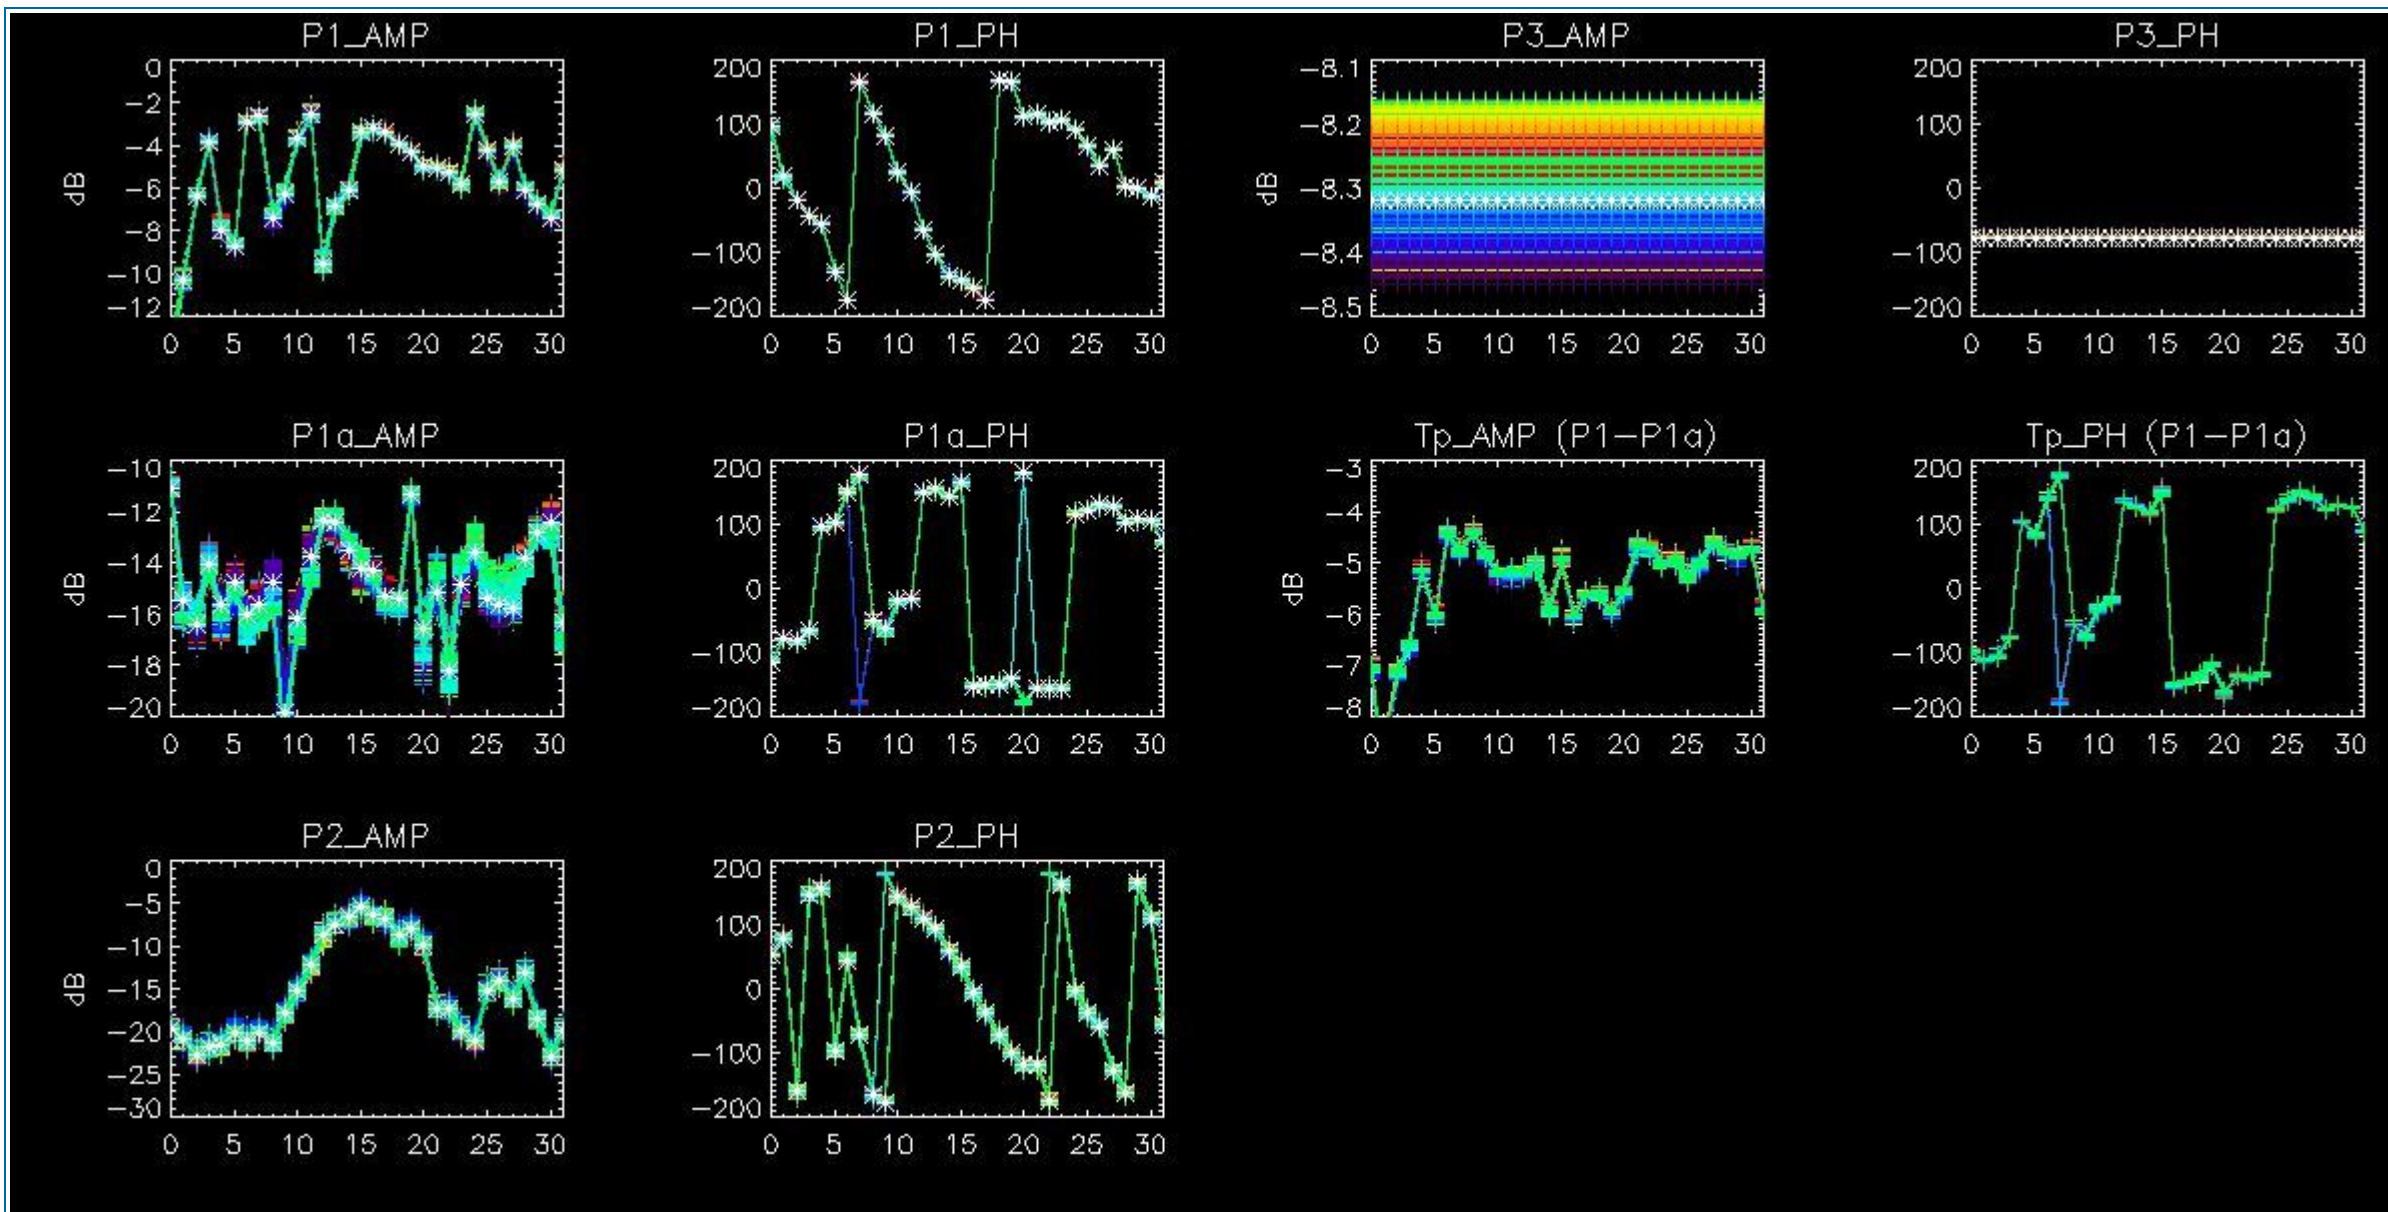 P1_AMP P1_PH P3_AMP P3_PH
0 200 −8.1 200
−2 100 −8.2 100
−4 0 −8.3 0
−6 −100 −8.4 −100
−8 −200 −8.5 −200
−10
−12
dB dB
0 5 10 15 20 25 30 0 5 10 15 20 25 30 0 5 10 15 20 25 30 0 5 10 15 20 25 30
P1a_AMP P1a_PH Tp_AMP (P1−P1a) Tp_PH (P1−P1a)
−10 200 −3 200
−12 100 −4 100
−14 0 −5 0
−16 −100 −6 −100
−18 −200 −7 −200
−20 −8
dB dB
0 5 10 15 20 25 30 0 5 10 15 20 25 30 0 5 10 15 20 25 30 0 5 10 15 20 25 30
P2_AMP P2_PH
0 200
−5 100
−10 0
−15 −100
−20 −200
−25
−30
dB
0 5 10 15 20 25 30 0 5 10 15 20 25 30